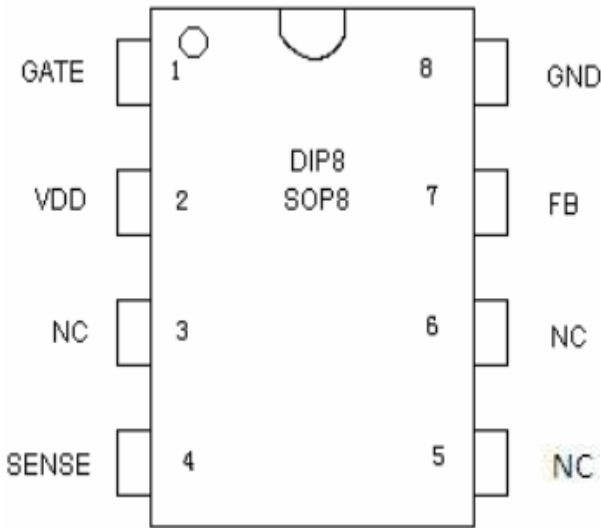 GATE 1 8 GND
DIP8
SOP8
VDD 2 7 FB
NC 3 6 NC
SENSE 4 5 NC